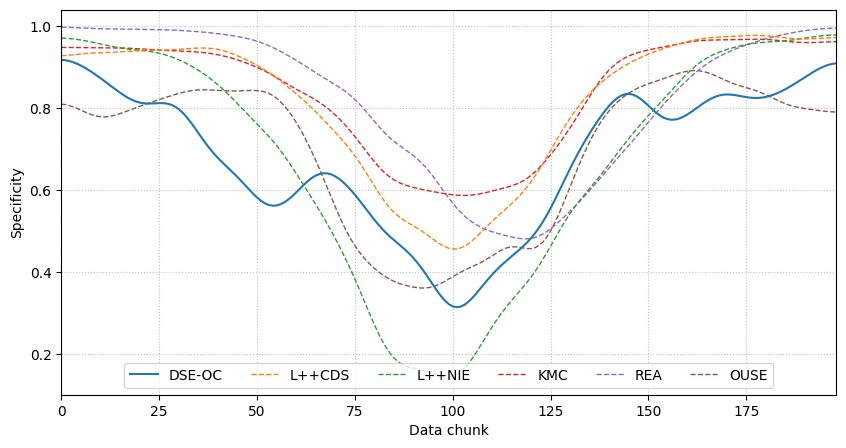 1.0
0.8
0.6
0.4
0.2
Specificity
DSE-OC L++CDS L++NIE KMC REA OUSE
0 25 50 75 100 125 150 175
Data chunk